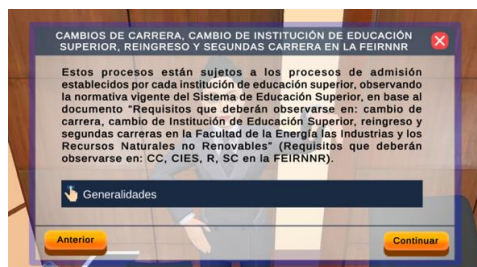 CAMBIOS DE CARRERA, CAMBIO DE INSTITUCIÓN DE EDUCACIÓN
SUPERIOR, REINGRESO Y SEGUNDAS CARRERA EN LA FEIRNNR
Estos procesos están sujetos a los procesos de admisión
establecidos por cada institución de educación superior, observando
la normativa vigente del Sistema de Educación Superior, en base al
documento "Requisitos que deberán observarse en: cambio de
carrera, cambio de Institución de Educación Superior, reingreso y
segundas carreras en la Facultad de la Energía las Industrias y los
Recursos Naturales no Renovables" (Requisitos que deberán
observarse en: CC, CIES, R, SC en la FEIRNNR).
Generalidades
Anterior
Continuar